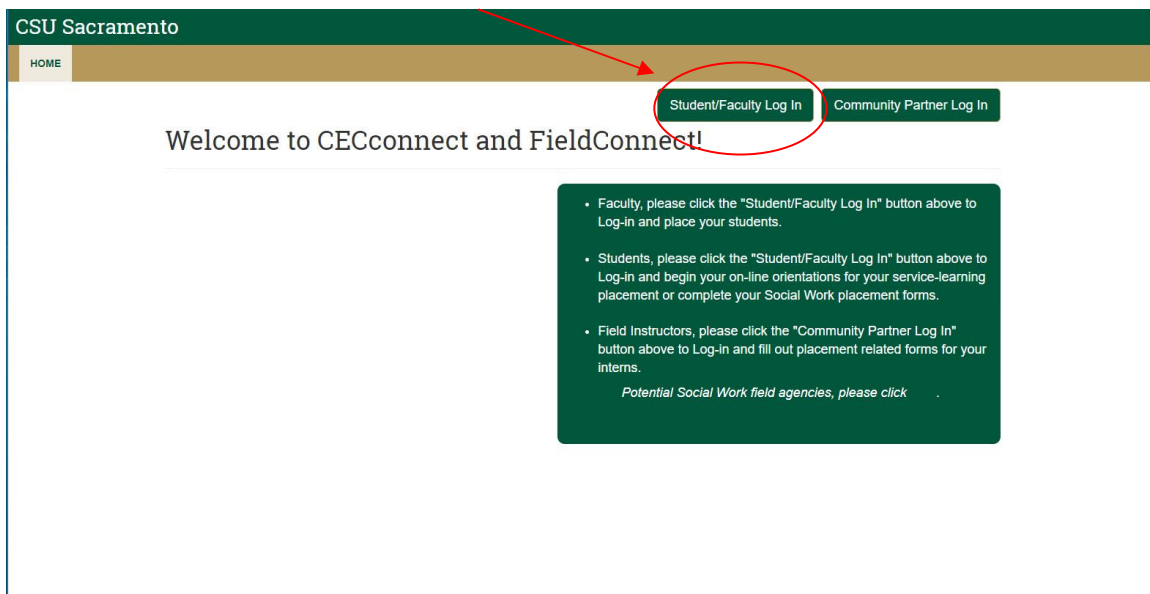 CSU Sacramento
HOME
Student/Faculty Log In
Community Partner Log In
Welcome to CECconnect and FieldConnect!
• Faculty, please click the "Student/Faculty Log In" button above to
Log-in and place your students.
• Students, please click the "Student/Faculty Log In" button above to
Log-in and begin your on-line orientations for your service-learning
placement or complete your Social Work placement forms.
• Field Instructors, please click the "Community Partner Log In"
button above to Log-in and fill out placement related forms for your
interns.
Potential Social Work field agencies, please click .